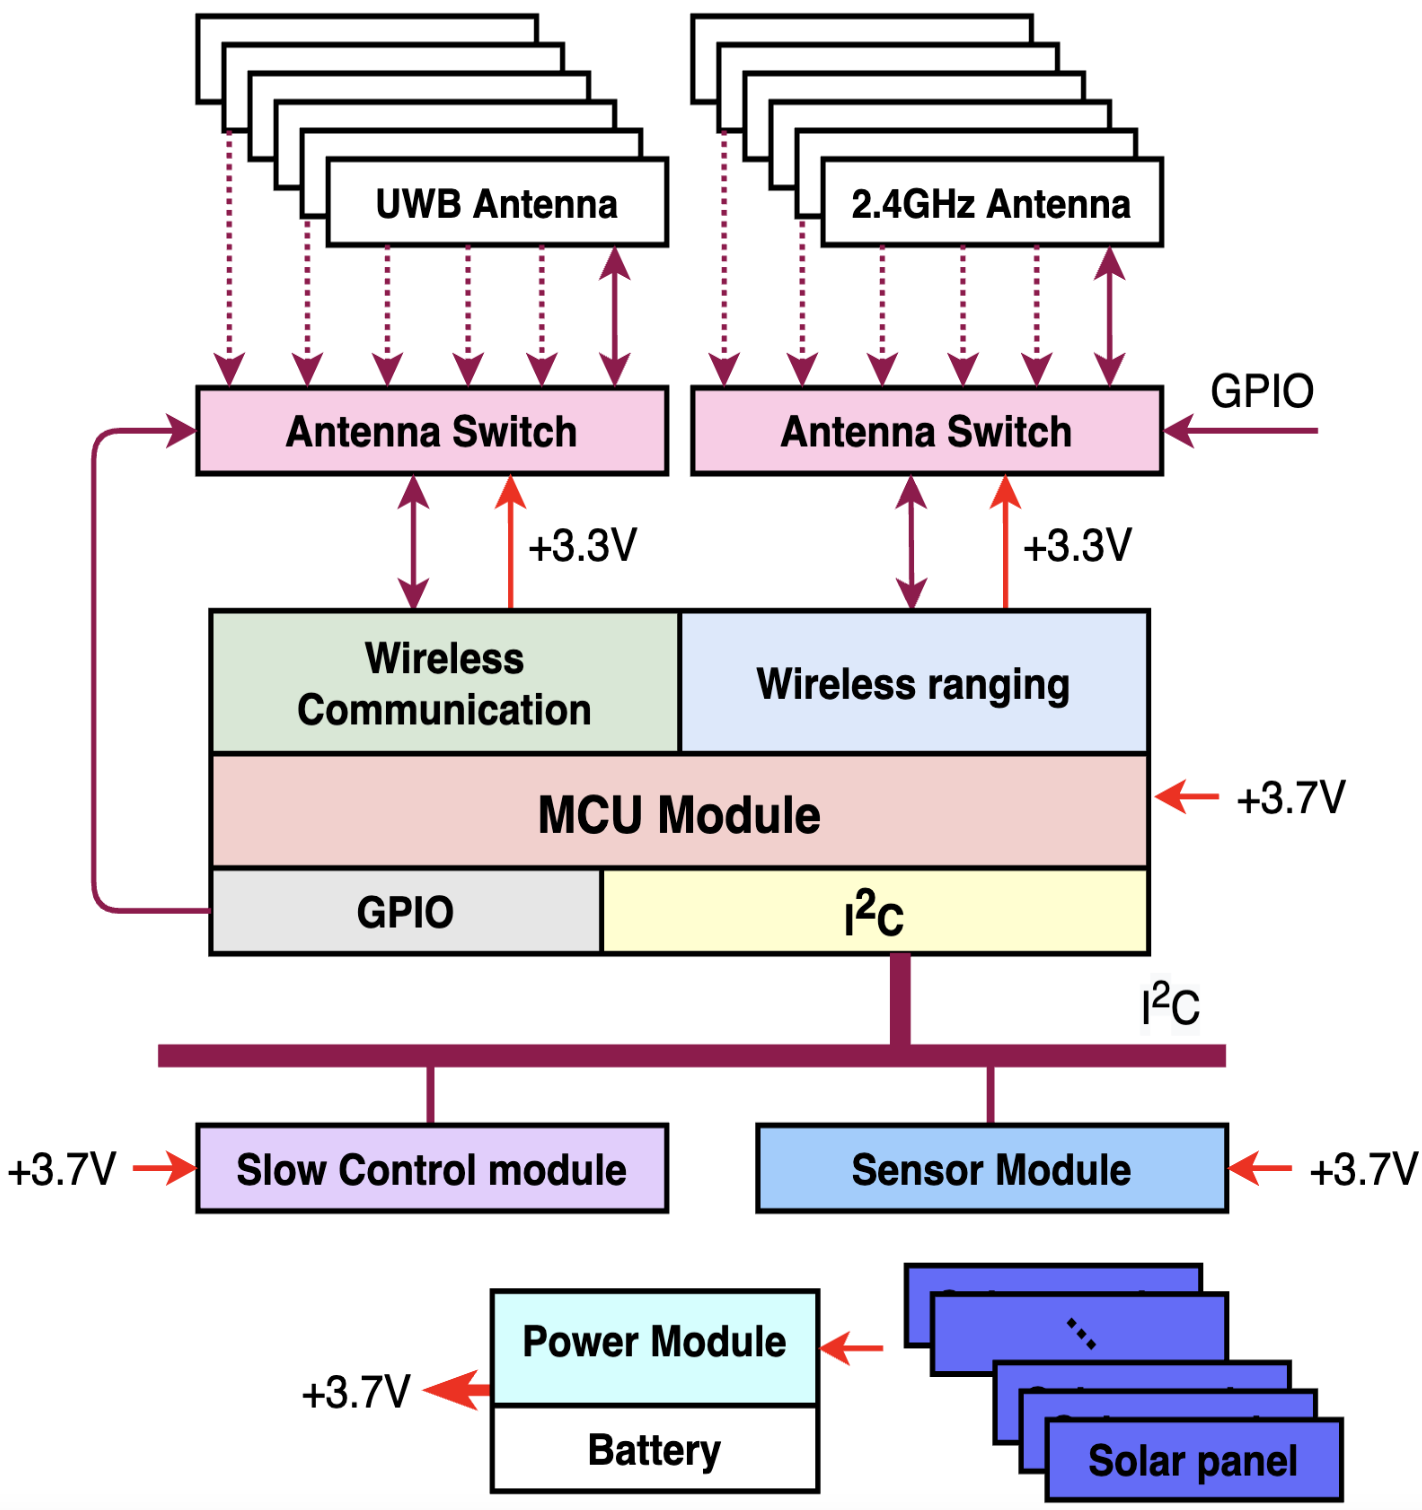 UWB Antenna
2.4GHz Antenna
GPIO
Antenna Switch
Antenna Switch
+3.3V
+3.3V
Wireless
Communication
Wireless ranging
MCU Module
+3.7V
GPIO
I²C
I²C
+3.7V
Slow Control module
Sensor Module
+3.7V
Power Module
+3.7V
Battery
Solar panel